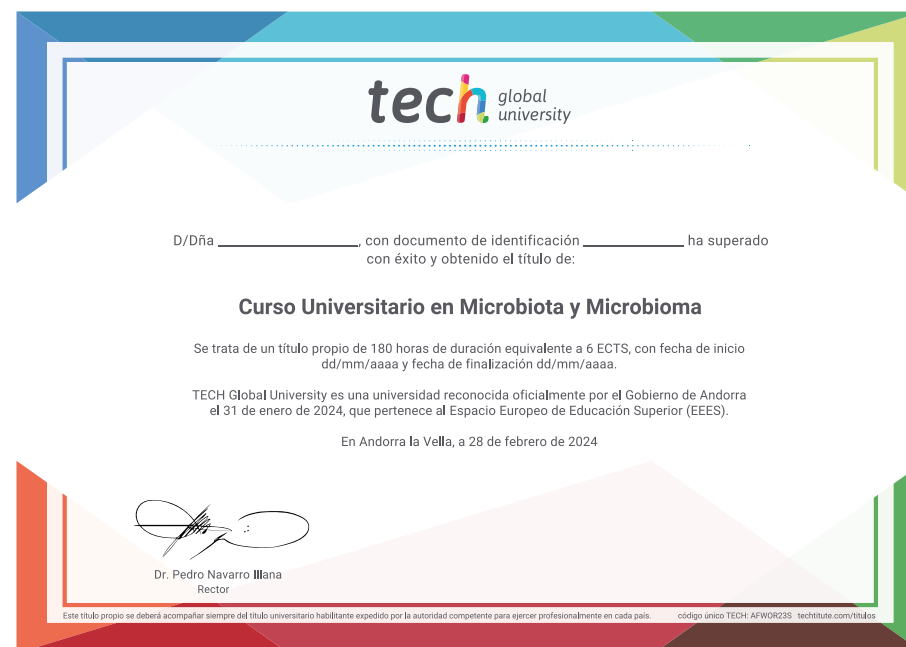 tech global
university
D/Dña , con documento de identificación ha superado
con éxito y obtenido el título de:
Curso Universitario en Microbiota y Microbioma
Se trata de un título propio de 180 horas de duración equivalente a 6 ECTS, con fecha de inicio
dd/mm/aaaa y fecha de finalización dd/mm/aaaa.
TECH Global University es una universidad reconocida oficialmente por el Gobierno de Andorra
el 31 de enero de 2024, que pertenece al Espacio Europeo de Educación Superior (EEES).
En Andorra la Vella, a 28 de febrero de 2024
Dr. Pedro Navarro Illana
Rector
Este título propio se deberá acompañar siempre del título universitario habilitante expedido por la autoridad competente para ejercer profesionalmente en cada país. código único TECH: AFWOR23S techtitute.com/titulos